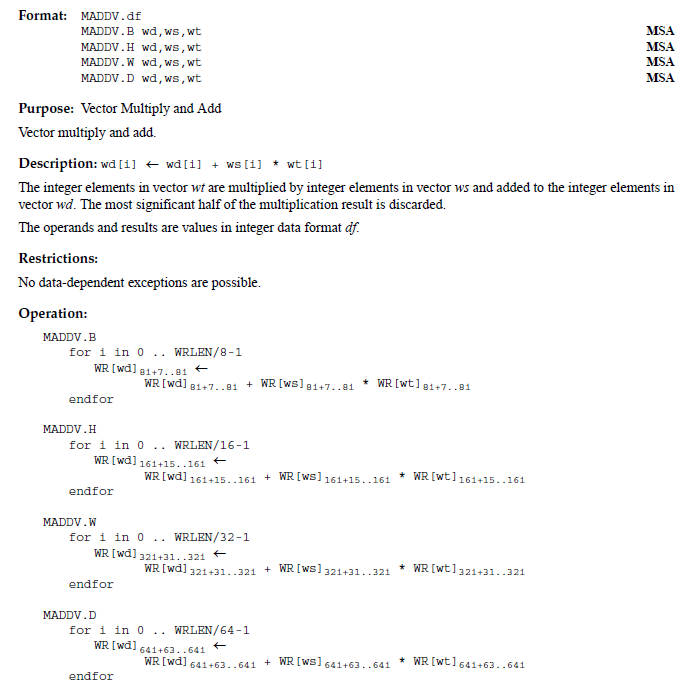 Format: MADDV.df
MADDV.B wd,ws,wt MSA
MADDV.H wd,ws,wt MSA
MADDV.W wd,ws,wt MSA
MADDV.D wd,ws,wt MSA
Purpose: Vector Multiply and Add
Vector multiply and add.
Description: wd[i] ← wd[i] + ws[i] * wt[i]
The integer elements in vector wt are multiplied by integer elements in vector ws and added to the integer elements in
vector wd. The most significant half of the multiplication result is discarded.
The operands and results are values in integer data format df.
Restrictions:
No data-dependent exceptions are possible.
Operation:
MADDV.B
for i in 0 .. WRLEN/8-1
WR[wd]8i+7..8i ←
WR[wd]8i+7..8i + WR[ws]8i+7..8i * WR[wt]8i+7..8i
endfor
MADDV.H
for i in 0 .. WRLEN/16-1
WR[wd]16i+15..16i ←
WR[wd]16i+15..16i + WR[ws]16i+15..16i * WR[wt]16i+15..16i
endfor
MADDV.W
for i in 0 .. WRLEN/32-1
WR[wd]32i+31..32i ←
WR[wd]32i+31..32i + WR[ws]32i+31..32i * WR[wt]32i+31..32i
endfor
MADDV.D
for i in 0 .. WRLEN/64-1
WR[wd]64i+63..64i ←
WR[wd]64i+63..64i + WR[ws]64i+63..64i * WR[wt]64i+63..64i
endfor